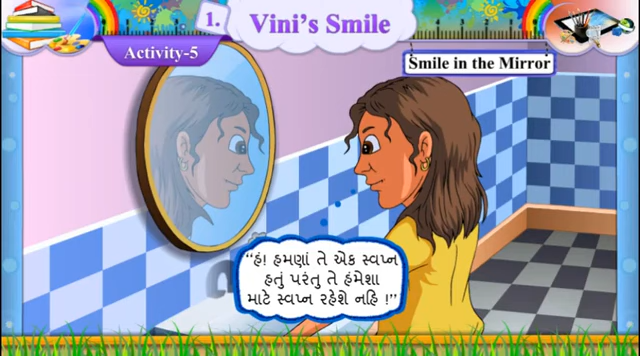 1.
Vini's Smile
Activity-5
Smile in the Mirror
“હં! હમણાં તે એક સ્વપ્ન
હતું પરંતુ તે હંમેશા
માટે સ્વપ્ન રહેશે નહિ !”